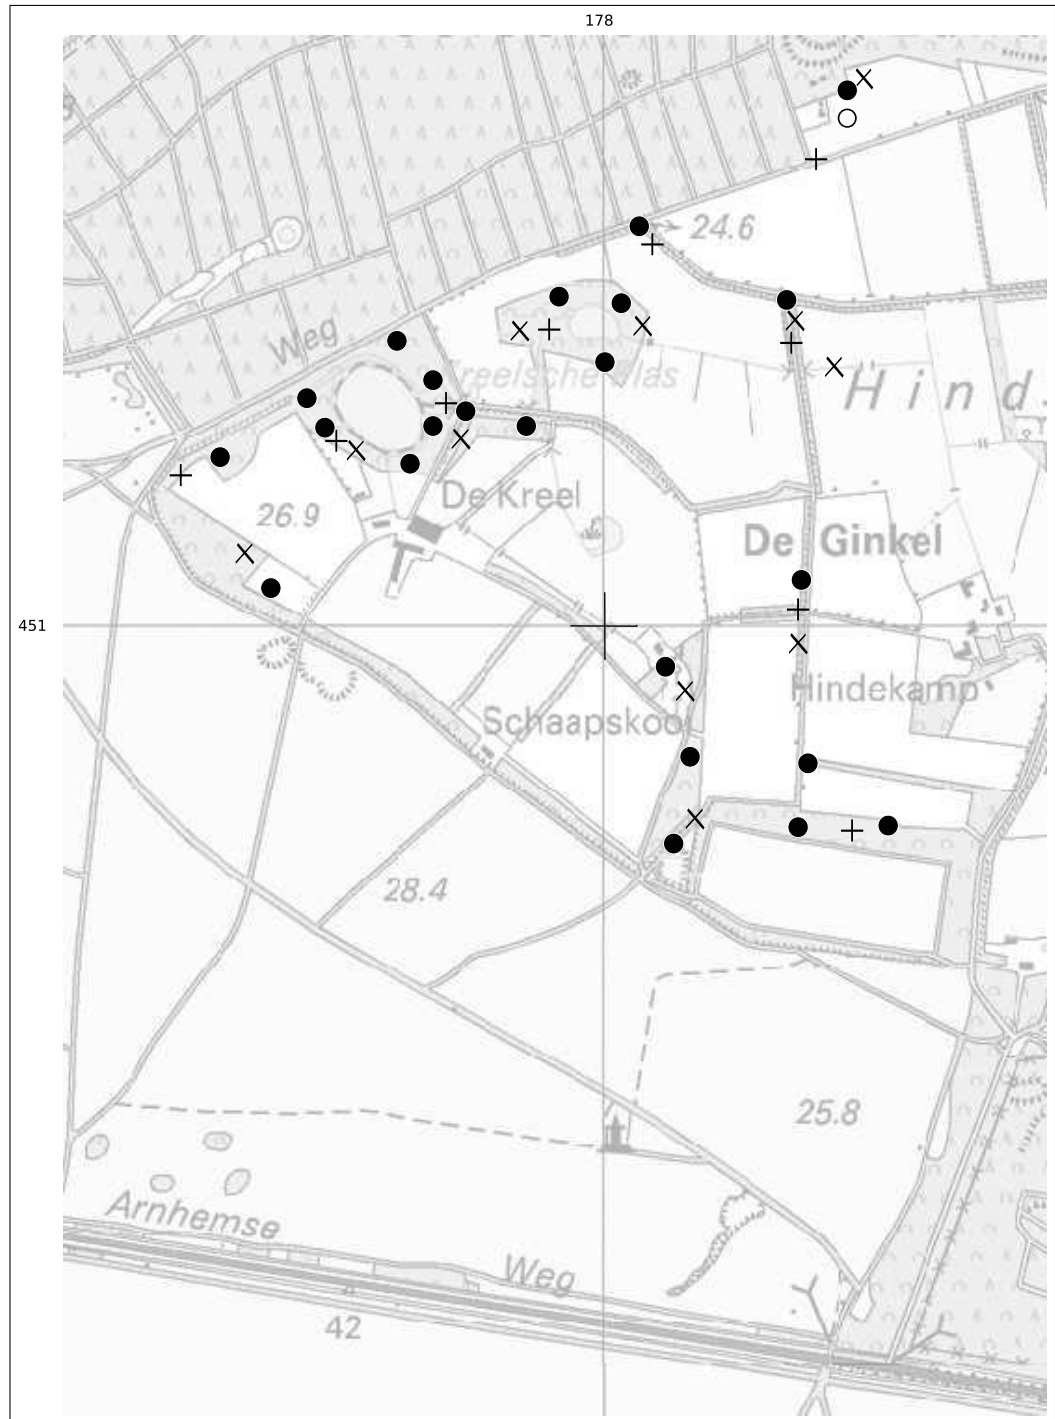 178
24.6
Weg
Kreelsche Plas
Hind
De Kreel
26.9
De Ginkel
451
Hindekamp
Schaapskooi
28.4
25.8
Arnhemse
Weg
42